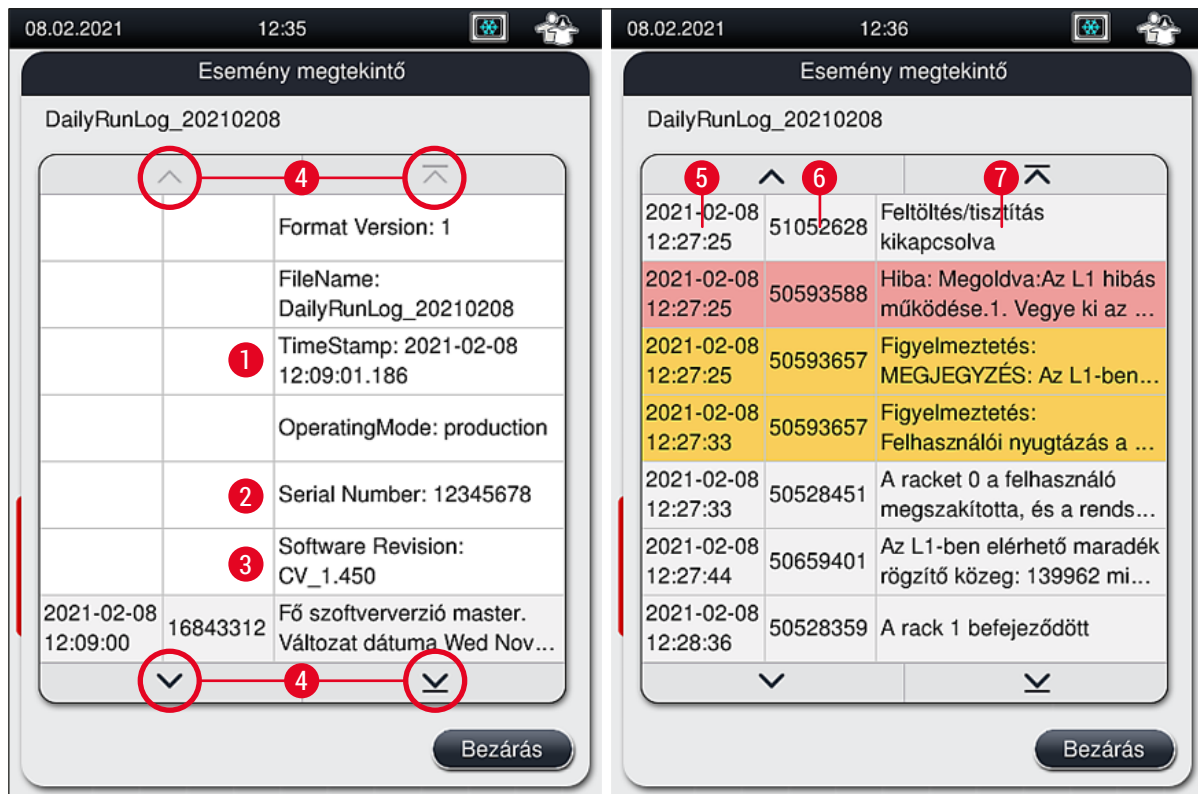 08.02.2021 12:35
Esemény megtekintő
DailyRunLog_20210208
4
Format Version: 1
FileName:
DailyRunLog_20210208
1
TimeStamp: 2021-02-08
12:09:01.186
OperatingMode: production
2
Serial Number: 12345678
3
Software Revision:
CV_1.450
2021-02-08
12:09:00
16843312
Fő szoftververzió master.
Változat dátuma Wed Nov...
4
Bezárás
08.02.2021 12:36
Esemény megtekintő
DailyRunLog_20210208
5 6 7
2021-02-08
12:27:25
51052628
Feltöltés/tisztítás
kikapcsolva
2021-02-08
12:27:25
50593588
Hiba: Megoldva:Az L1 hibás
működése.1. Vegye ki az ...
2021-02-08
12:27:25
50593657
Figyelmeztetés:
MEGJEGYZÉS: Az L1-ben...
2021-02-08
12:27:33
50593657
Figyelmeztetés:
Felhasználói nyugtázás a ...
2021-02-08
12:27:33
50528451
A racket 0 a felhasználó
megszakította, és a rends...
2021-02-08
12:27:44
50659401
Az L1-ben elérhető maradék
rögzítő közeg: 139962 mi...
2021-02-08
12:28:36
50528359
A rack 1 befejeződött
Bezárás